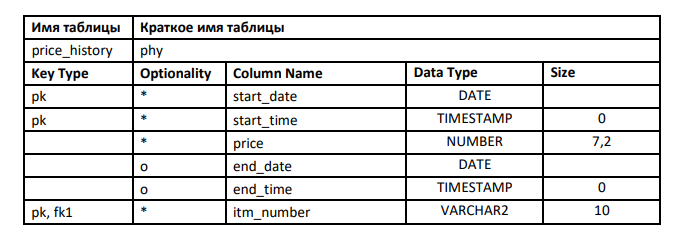 Имя таблицы Краткое имя таблицы
price_history phy
Key Type Optionality Column Name Data Type Size
pk * start_date DATE
pk * start_time TIMESTAMP 0
* price NUMBER 7,2
o end_date DATE
o end_time TIMESTAMP 0
pk, fk1 * itm_number VARCHAR2 10